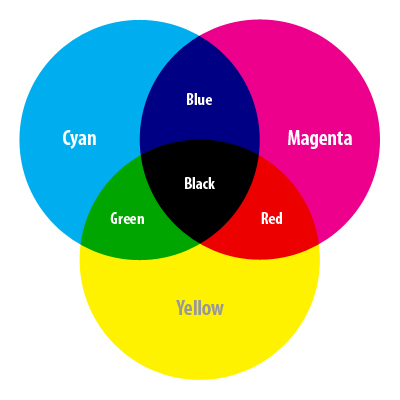 Blue
Cyan
Magenta
Black
Green
Red
Yellow